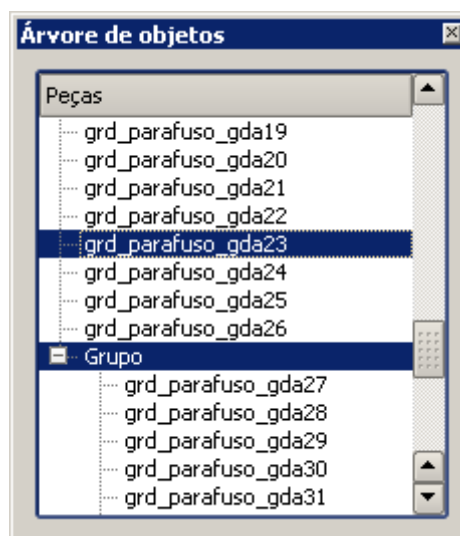 Árvore de objetos
Peças
grd_parafuso_gda19
grd_parafuso_gda20
grd_parafuso_gda21
grd_parafuso_gda22
grd_parafuso_gda23
grd_parafuso_gda24
grd_parafuso_gda25
grd_parafuso_gda26
Grupo
grd_parafuso_gda27
grd_parafuso_gda28
grd_parafuso_gda29
grd_parafuso_gda30
grd_parafuso_gda31